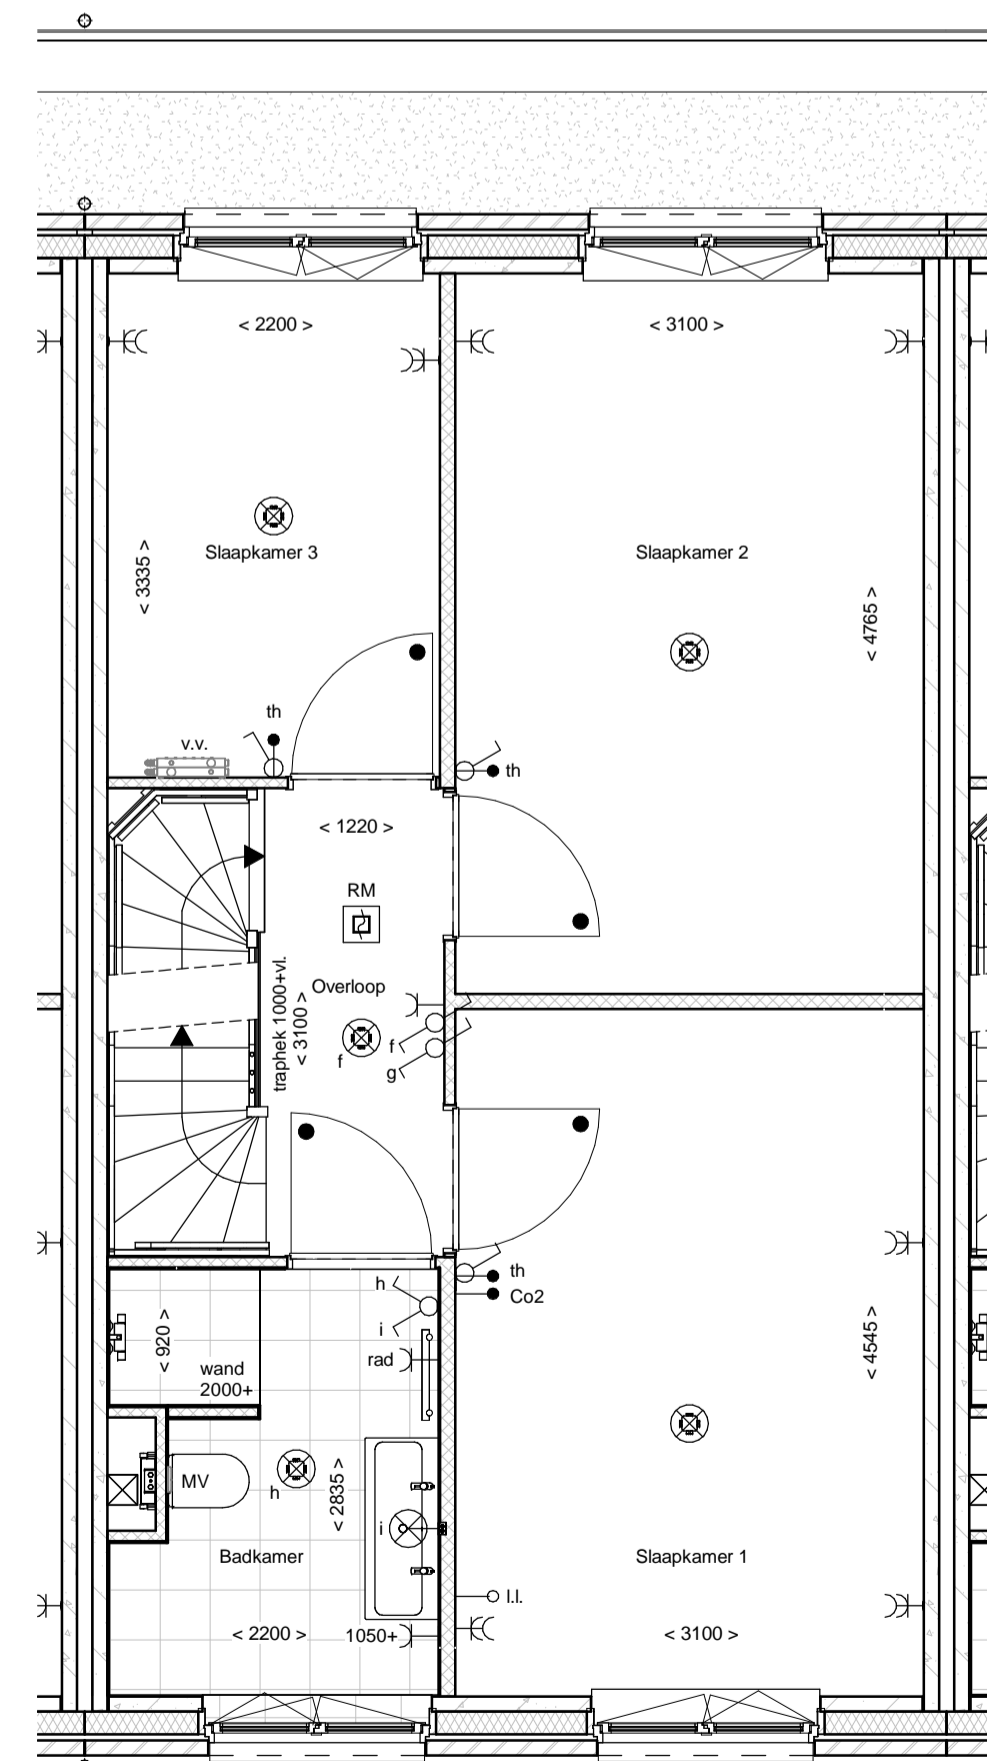 < 2200 >
< 3100 >
Slaapkamer 3
Slaapkamer 2
< 3335 >
< 4765 >
th
v.v.
th
< 1220 >
RM
Overloop
traphek 1000+vl.
< 3100 >
f
f
g
th
Co2
h
i
rad
< 920 >
wand
2000+
< 4545 >
MV
h
< 2835 >
i
Badkamer
Slaapkamer 1
l.l.
< 2200 >
1050+
< 3100 >